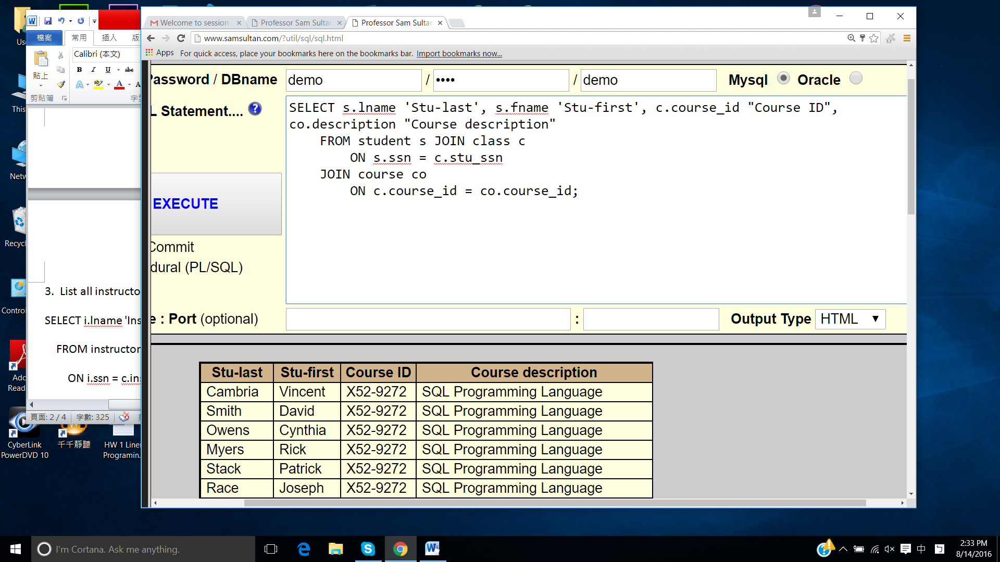 Welcome to session
Professor Sam Sultan
Professor Sam Sultan
www.samsultan.com/?util/sql/sql.html
Apps
For quick access, place your bookmarks here on the bookmarks bar.
Import bookmarks now...
Password / DBname
demo
/
••••
/
demo
Mysql
Oracle
L Statement....
SELECT s.lname 'Stu-last', s.fname 'Stu-first', c.course_id "Course ID",
co.description "Course description"
FROM student s JOIN class c
ON s.ssn = c.stu_ssn
JOIN course co
ON c.course_id = co.course_id;
EXECUTE
Commit
dural (PL/SQL)
e : Port (optional)
:
Output Type
HTML
Stu-last Stu-first Course ID Course description
Cambria Vincent X52-9272 SQL Programming Language
Smith David X52-9272 SQL Programming Language
Owens Cynthia X52-9272 SQL Programming Language
Myers Rick X52-9272 SQL Programming Language
Stack Patrick X52-9272 SQL Programming Language
Race Joseph X52-9272 SQL Programming Language
檔案
常用
插入
Calibri (本文)
貼上
剪貼簿
3. List all instructo
SELECT i.lname 'Ins
FROM instructor
ON i.ssn = c.ins
頁面: 2 / 4
字數: 325
Us
This
Netw
Recycl
Control
Ado
Read
CyberLink
PowerDVD 10
千千靜聽
HW 1 Liner
Programin.
I'm Cortana. Ask me anything.
中
2:33 PM
8/14/2016